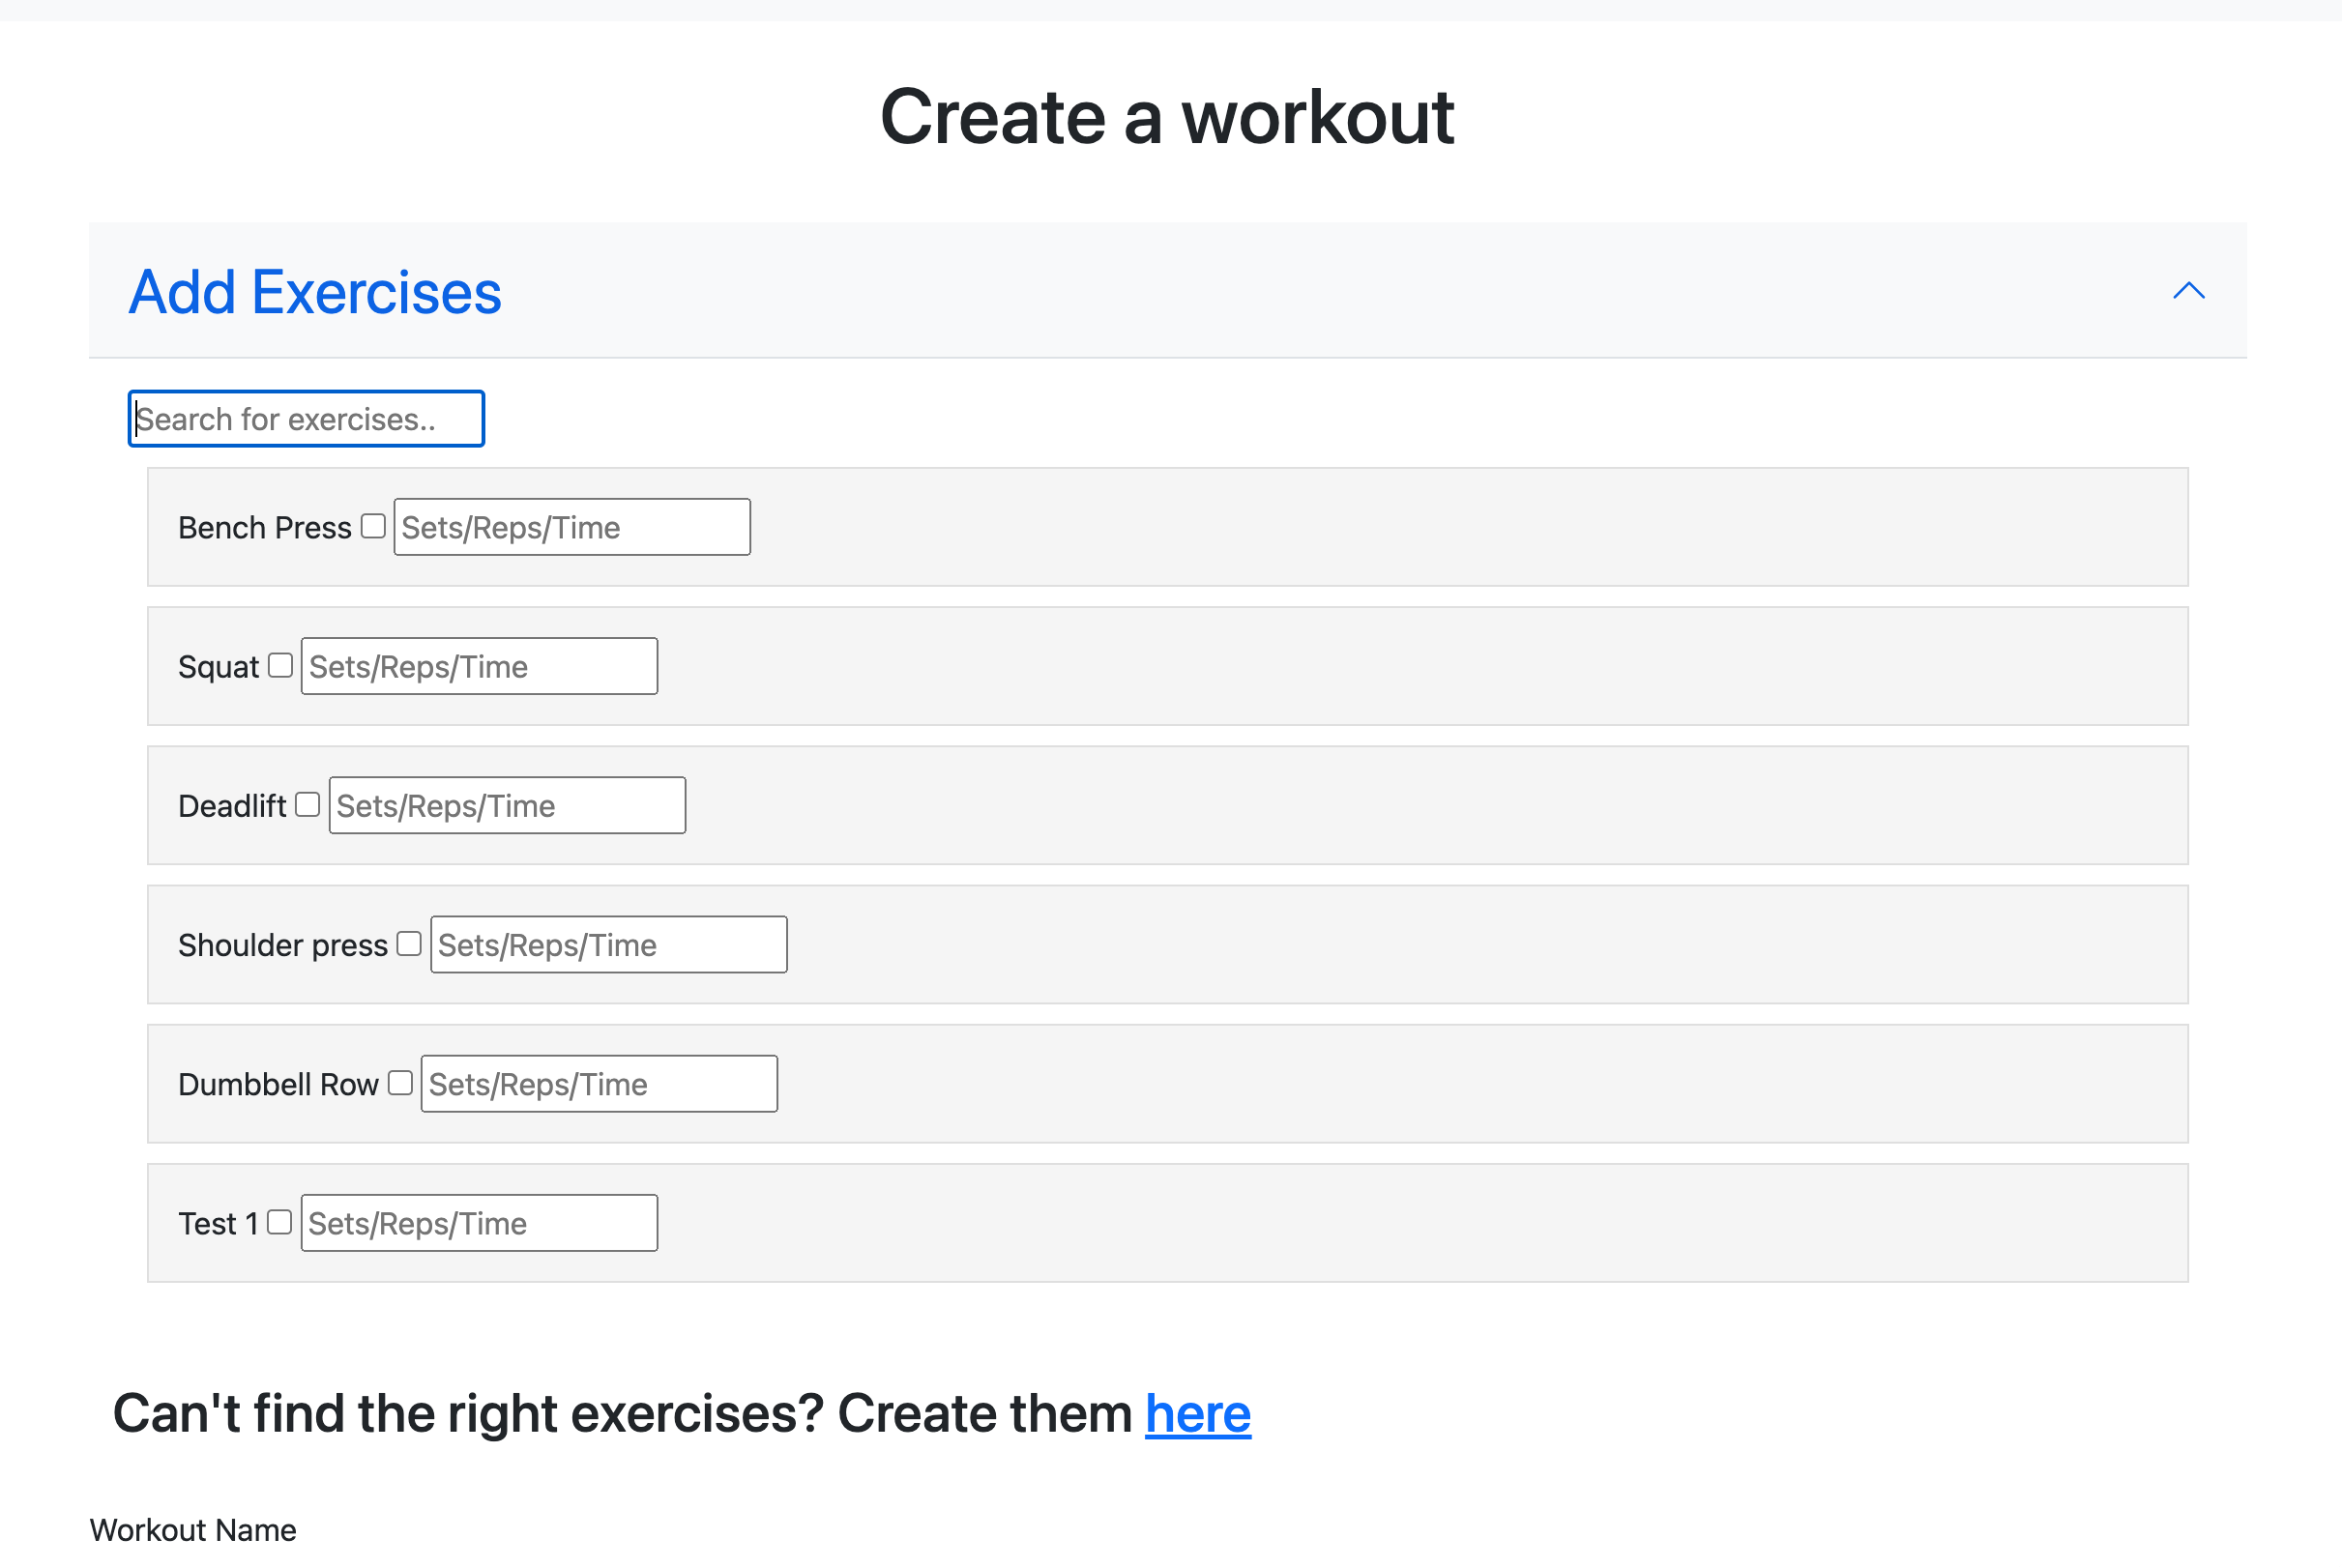 Create a workout
Add Exercises
Search for exercises..
Bench Press Sets/Reps/Time
Squat Sets/Reps/Time
Deadlift Sets/Reps/Time
Shoulder press Sets/Reps/Time
Dumbbell Row Sets/Reps/Time
Test 1 Sets/Reps/Time
Can't find the right exercises? Create them here
Workout Name